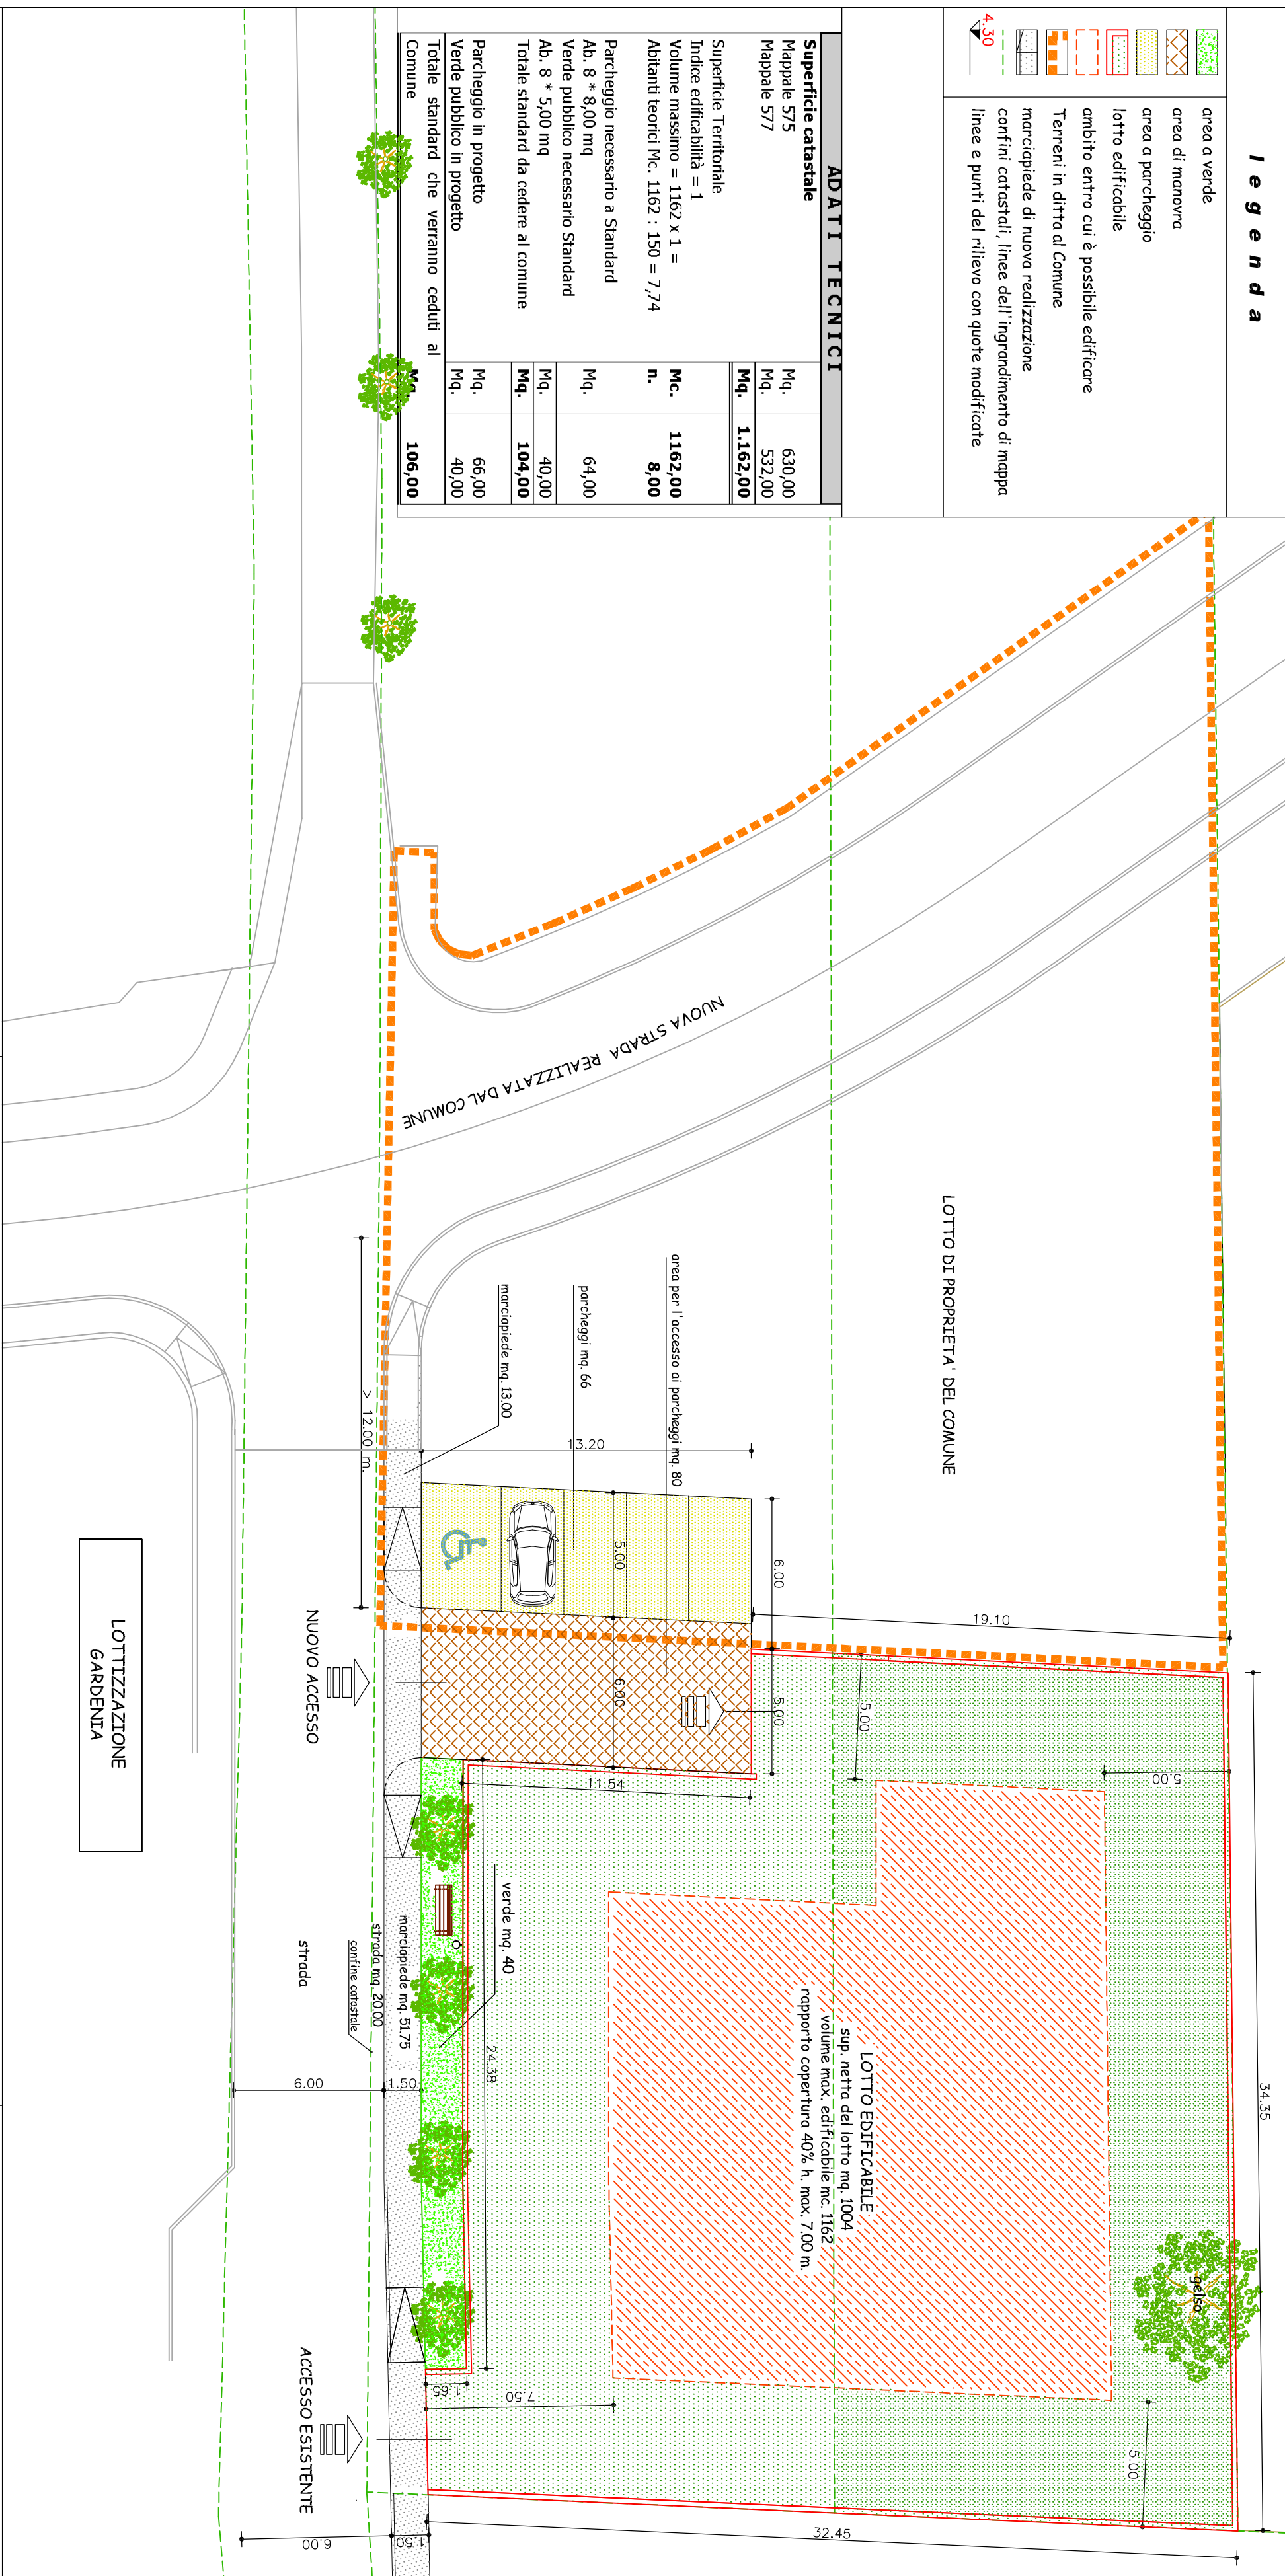 legenda
area a verde
area di manovra
area a parcheggio
lotto edificabile
ambito entro cui è possibile edificare
Terreni in ditta al Comune
marciapiede di nuova realizzazione
confini catastali, linee dell'ingrandimento di mappa
4.30 linee e punti del rilievo con quote modificate
ADATI TECNICI
Superficie catastale
Mappale 575 Mq. 630,00
Mappale 577 Mq. 532,00
Mq. 1.162,00
Superficie Territoriale
Indice edificabilità = 1
Volume massimo = 1162 x 1 = Mc. 1162,00
Abitanti teorici Mc. 1162 : 150 = 7,74 n. 8,00
Parcheggio necessario a Standard
Ab. 8 * 8,00 mq Mq. 64,00
Verde pubblico necessario Standard
Ab. 8 * 5,00 mq Mq. 40,00
Totale standard da cedere al comune Mq. 104,00
Parcheggio in progetto Mq. 66,00
Verde pubblico in progetto Mq. 40,00
Totale standard che verranno ceduti al
Comune Mq. 106,00
NUOVA STRADA REALIZZATA DAL COMUNE
LOTTO DI PROPRIETA' DEL COMUNE
area per l'accesso ai parcheggi mq. 80
parcheggi mq. 66
marciapiede mq. 13.00
> 12.00 m.
13.20
6.00
5.00
19.10
5.00
6.00
5.00
5.00
11.54
34.35
LOTTO EDIFICABILE
sup. netta del lotto mq. 1004
volume max. edificabile mc. 1162
rapporto copertura 40% h. max. 7.00 m.
gelso
verde mq. 40
24.38
marciapiede mq. 51.75
strada mq. 20.00
confine catastale
strada
6.00
1.50
1.65
7.50
5.00
32.45
1.50
6.00
NUOVO ACCESSO
ACCESSO ESISTENTE
LOTTIZZAZIONE
GARDENIA